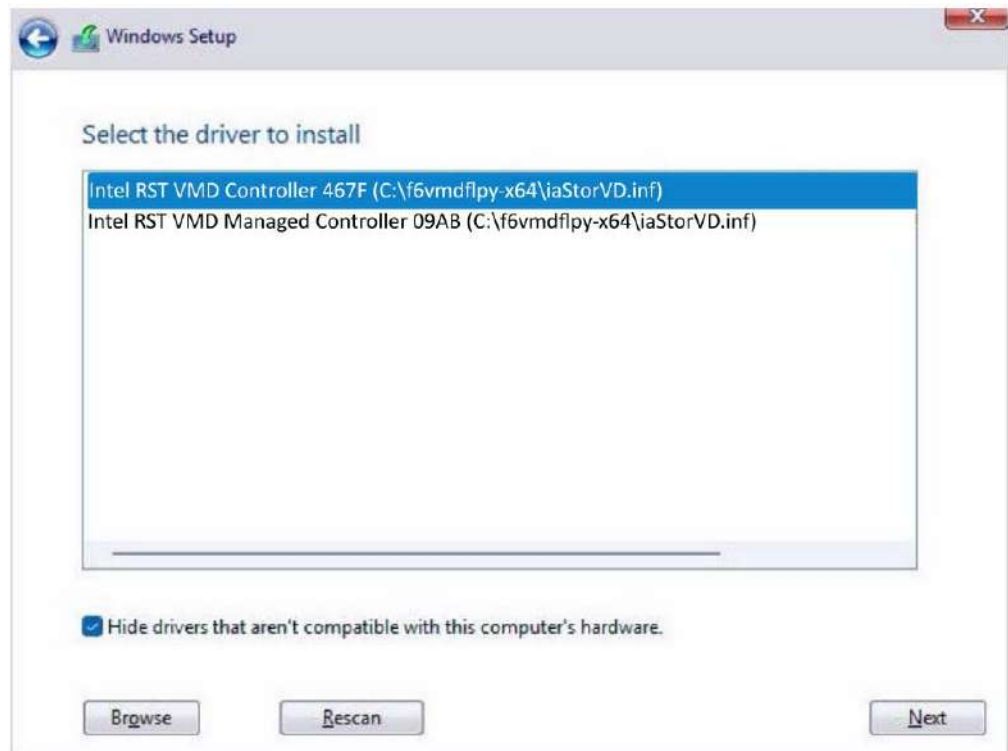 Windows Setup
Select the driver to install
Intel RST VMD Controller 467F (C:\f6vmdflpy-x64\iaStorVD.inf)
Intel RST VMD Managed Controller 09AB (C:\f6vmdflpy-x64\iaStorVD.inf)
Hide drivers that aren't compatible with this computer's hardware.
Browse Rescan Next